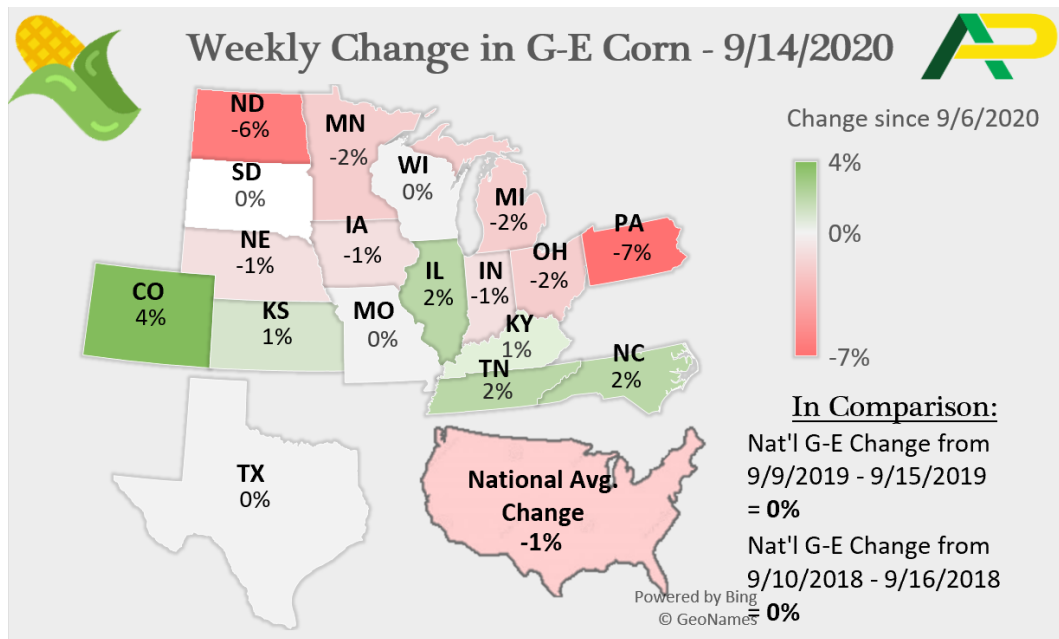 Weekly Change in G-E Corn - 9/14/2020
Change since 9/6/2020
4%
0%
-7%
ND
-6%
MN
-2%
WI
0%
SD
0%
MI
-2%
PA
-7%
IA
-1%
NE
-1%
OH
-2%
IL
2%
IN
-1%
CO
4%
KS
1%
MO
0%
KY
1%
NC
2%
TN
2%
TX
0%
National Avg.
Change
-1%
In Comparison:
Nat'l G-E Change from
9/9/2019 - 9/15/2019
= 0%
Nat'l G-E Change from
9/10/2018 - 9/16/2018
= 0%
Powered by Bing
© GeoNames